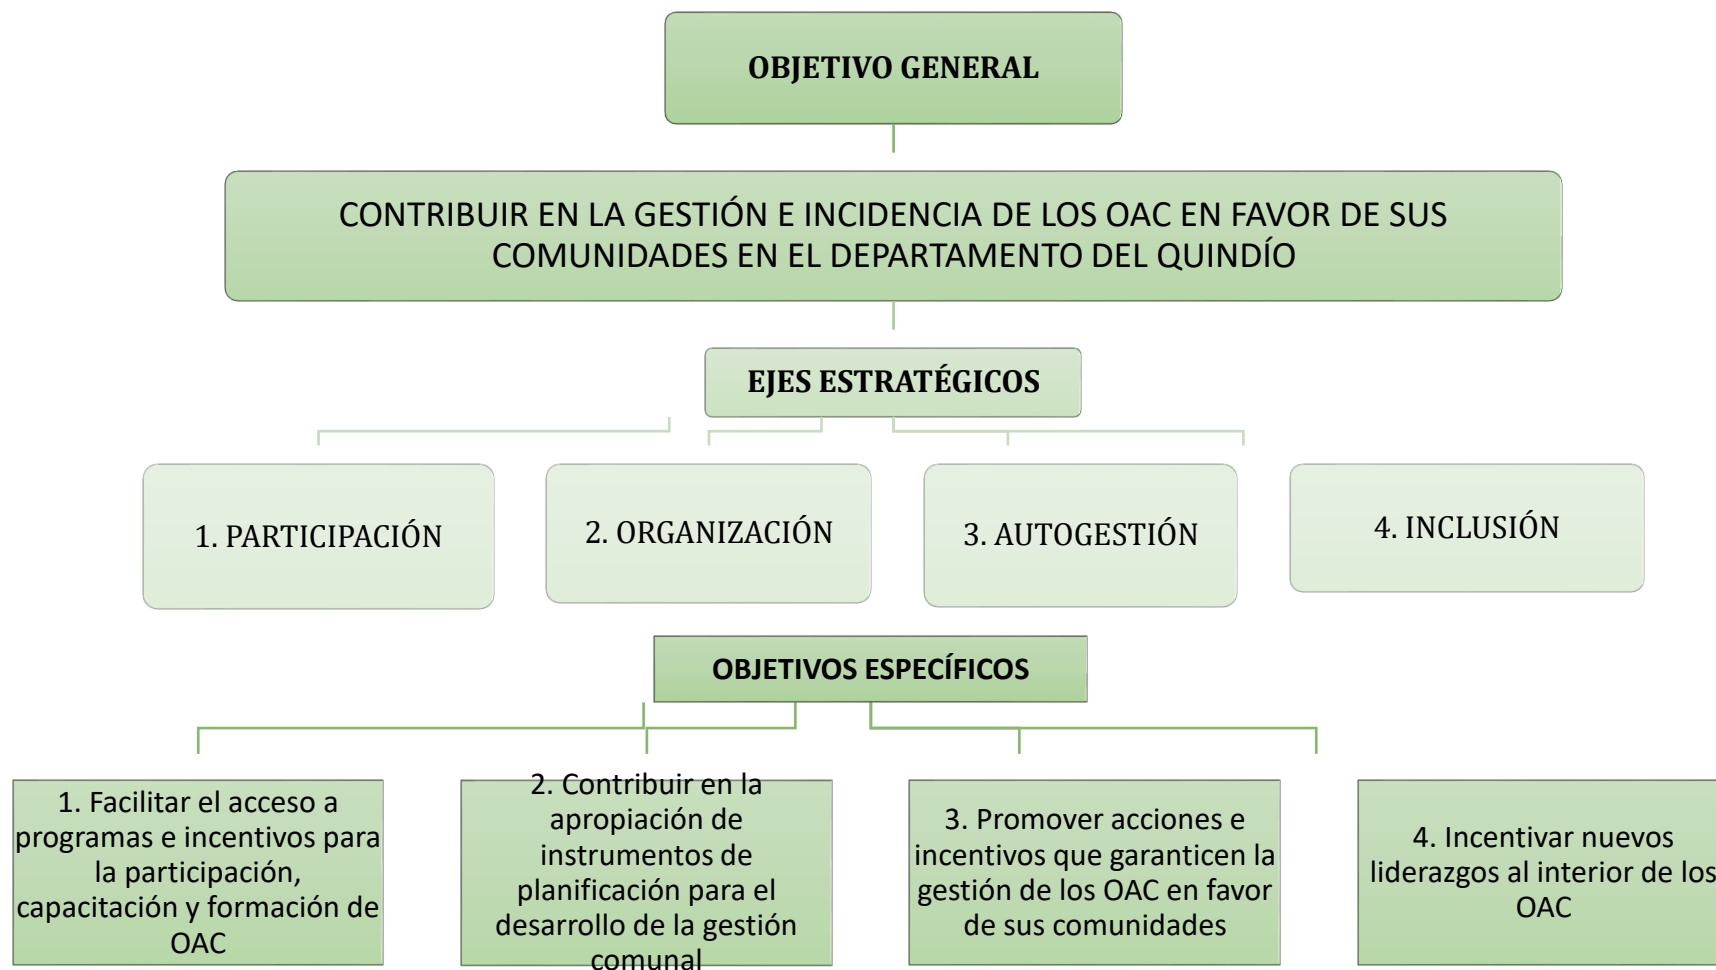 OBJETIVO GENERAL
CONTRIBUIR EN LA GESTIÓN E INCIDENCIA DE LOS OAC EN FAVOR DE SUS
COMUNIDADES EN EL DEPARTAMENTO DEL QUINDÍO
EJES ESTRATÉGICOS
1. PARTICIPACIÓN
2. ORGANIZACIÓN
3. AUTOGESTIÓN
4. INCLUSIÓN
OBJETIVOS ESPECÍFICOS
1. Facilitar el acceso a
programas e incentivos para
la participación,
capacitación y formación de
OAC
2. Contribuir en la
apropiación de
instrumentos de
planificación para el
desarrollo de la gestión
comunal
3. Promover acciones e
incentivos que garanticen la
gestión de los OAC en favor
de sus comunidades
4. Incentivar nuevos
liderazgos al interior de los
OAC